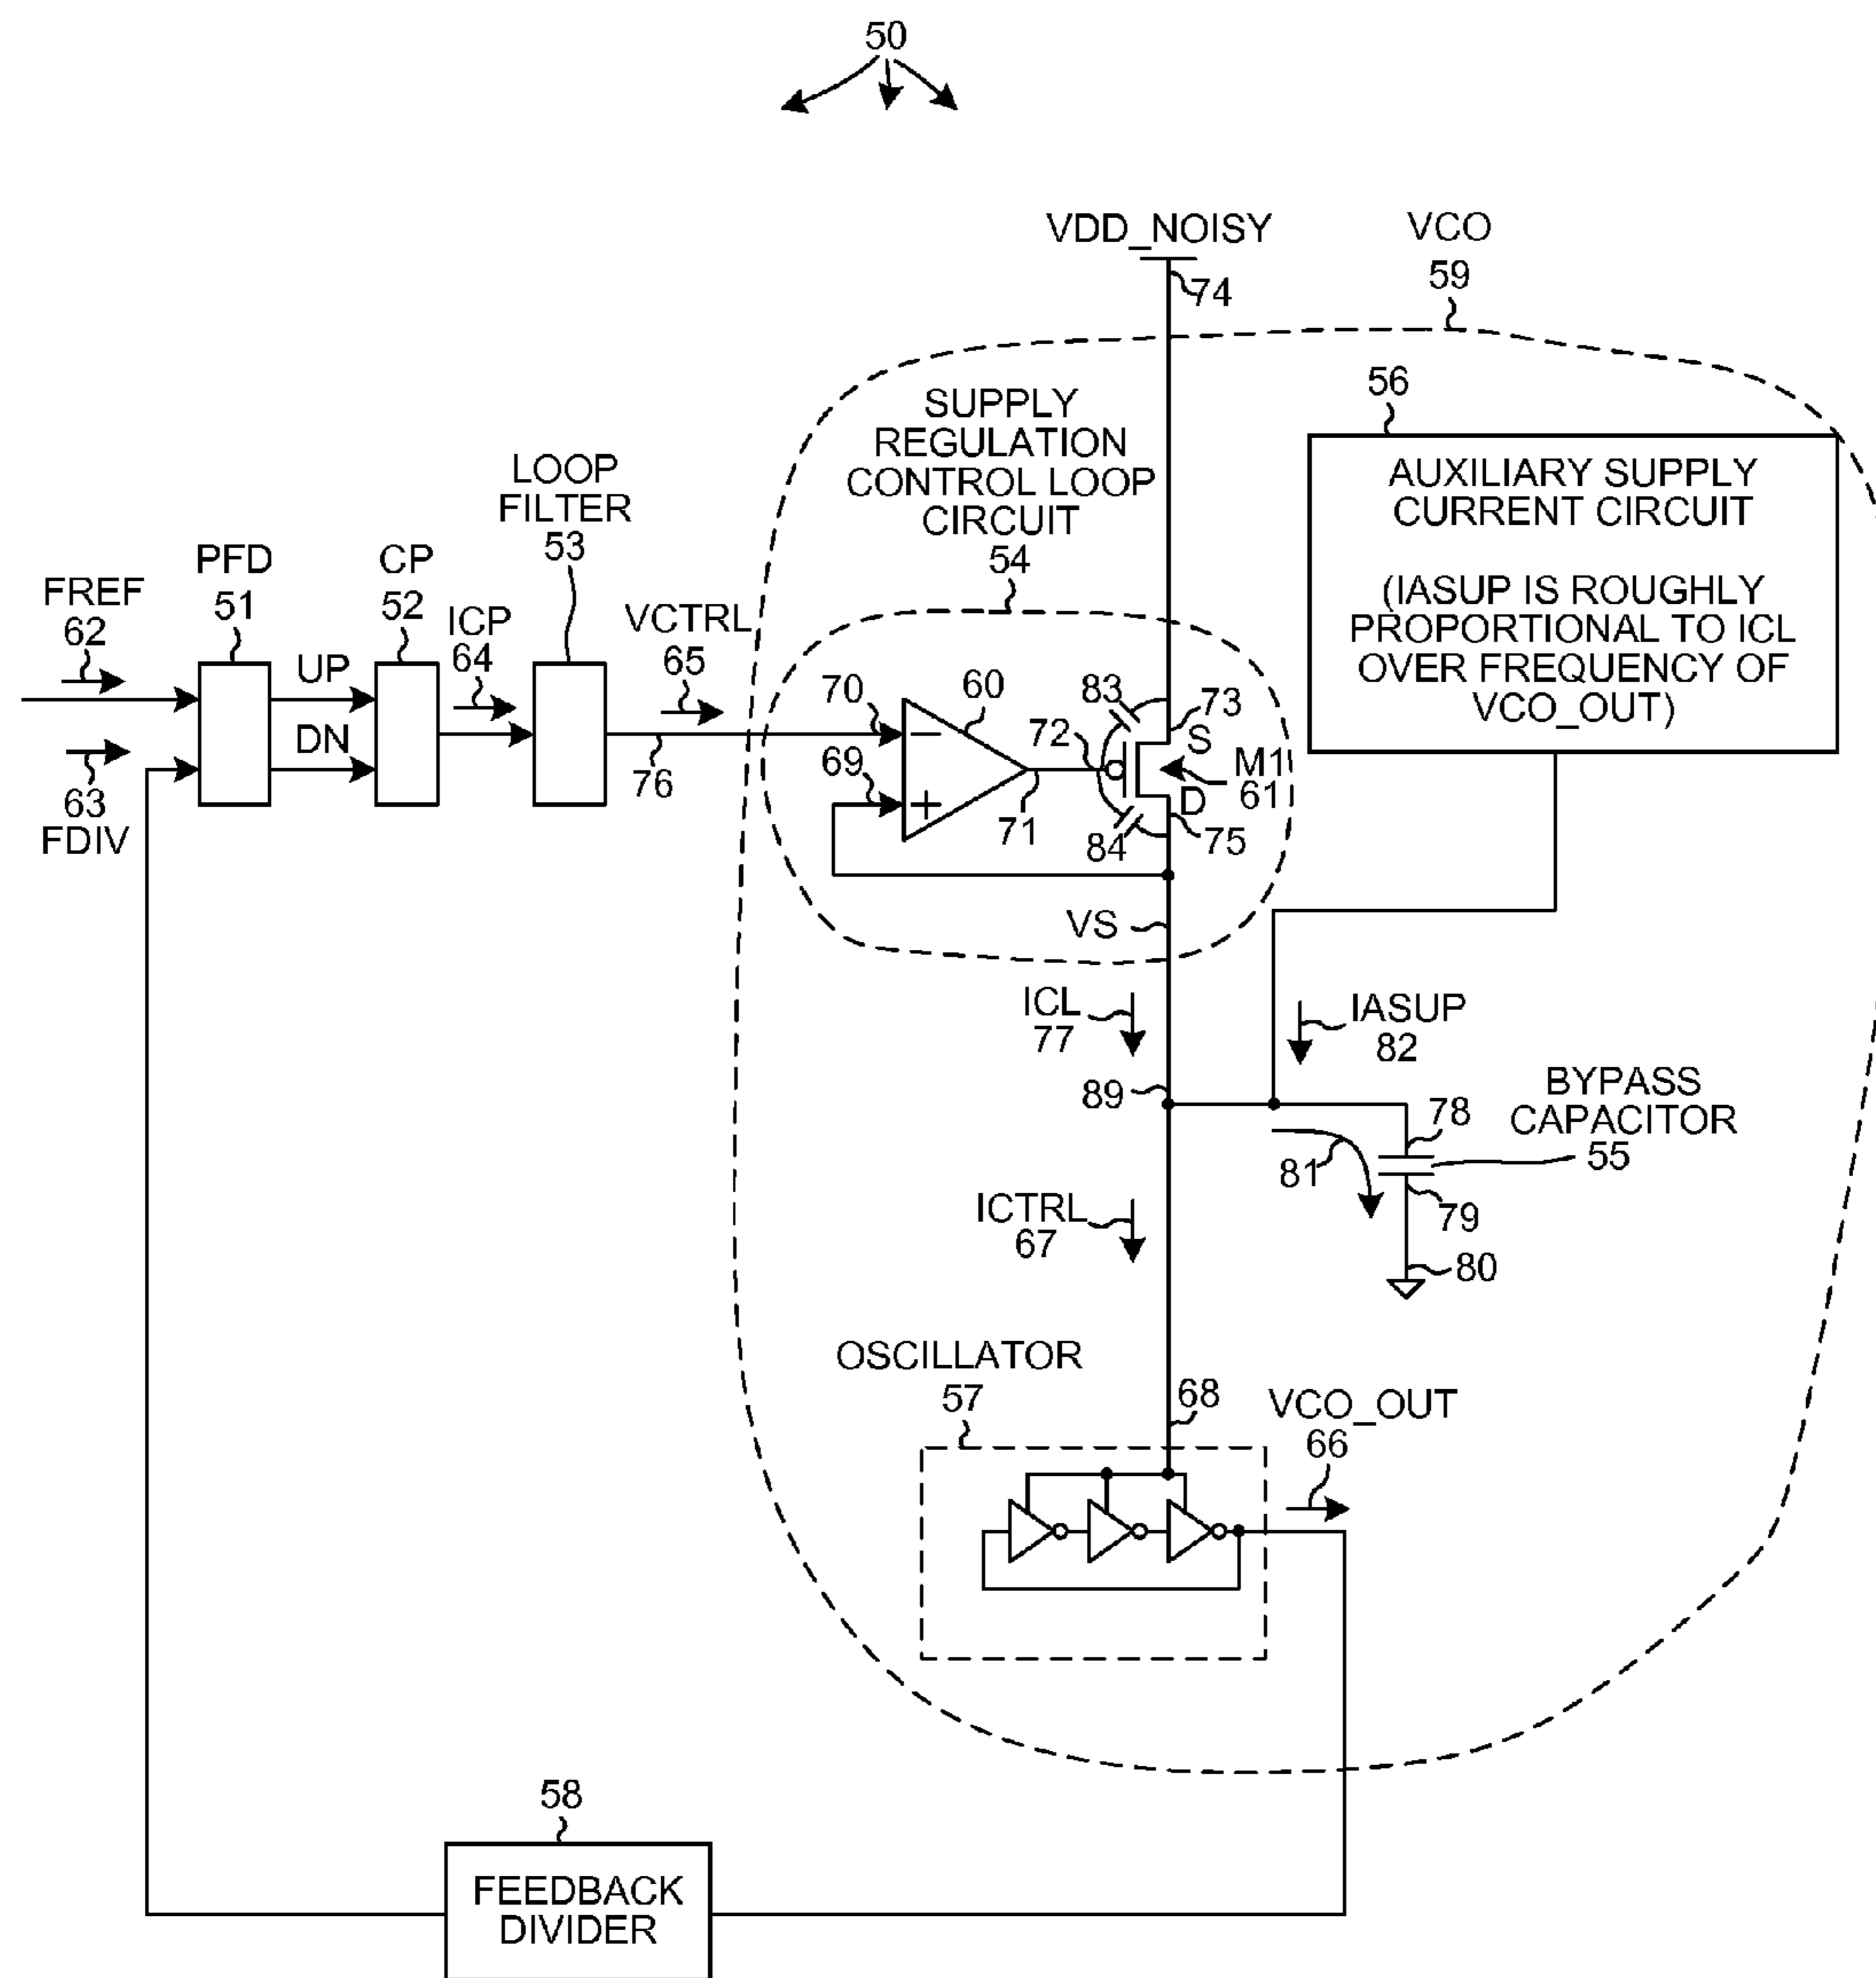 50
VDD_NOISY
74
VCO
59
56
AUXILIARY SUPPLY
CURRENT CIRCUIT
(IASUP IS ROUGHLY
PROPORTIONAL TO ICL
OVER FREQUENCY OF
VCO_OUT)
SUPPLY
REGULATION
CONTROL LOOP
CIRCUIT
54
LOOP
FILTER
53
PFD
51
CP
52
FREF
62
63
FDIV
UP
DN
ICP
64
VCTRL
65
76
70
69
60
−
+
71
72
83
84
73
S
M1
61
D
75
VS
ICL
77
IASUP
82
89
78
BYPASS
CAPACITOR
55
81
79
80
ICTRL
67
OSCILLATOR
57
68
VCO_OUT
66
58
FEEDBACK
DIVIDER